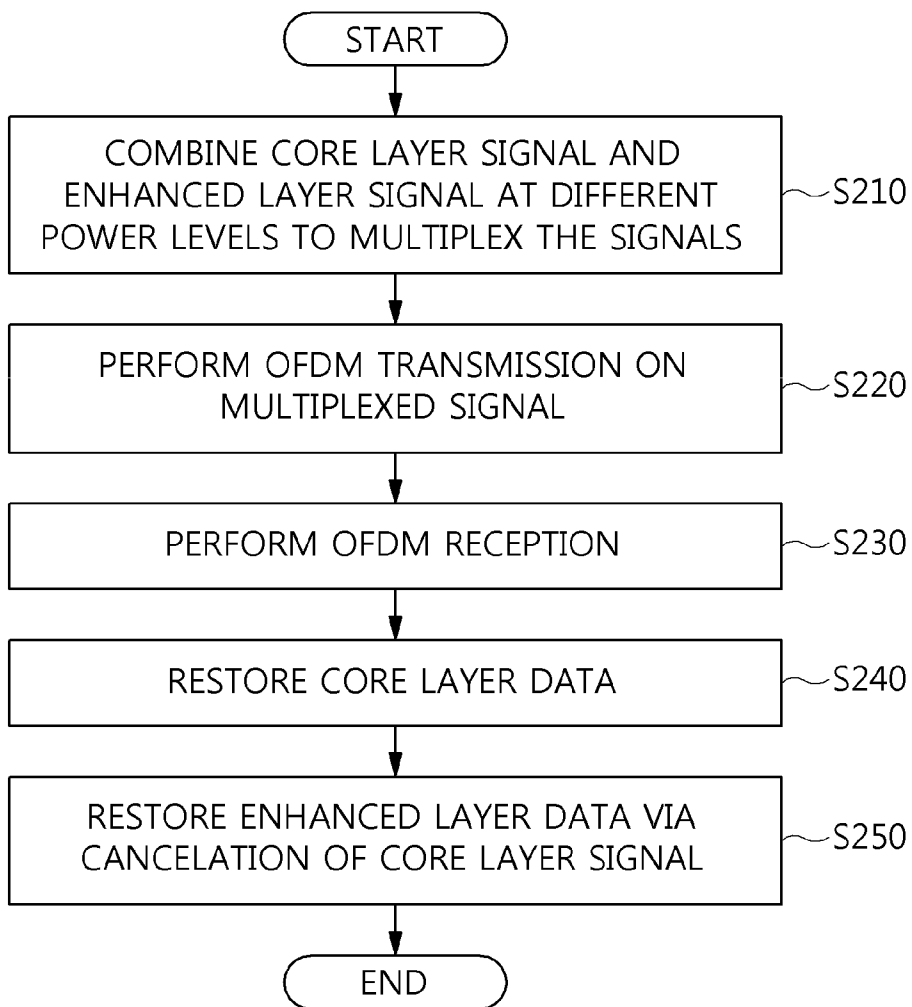 START
COMBINE CORE LAYER SIGNAL AND
ENHANCED LAYER SIGNAL AT DIFFERENT
POWER LEVELS TO MULTIPLEX THE SIGNALS
S210
PERFORM OFDM TRANSMISSION ON
MULTIPLEXED SIGNAL
S220
PERFORM OFDM RECEPTION
S230
RESTORE CORE LAYER DATA
S240
RESTORE ENHANCED LAYER DATA VIA
CANCELATION OF CORE LAYER SIGNAL
S250
END